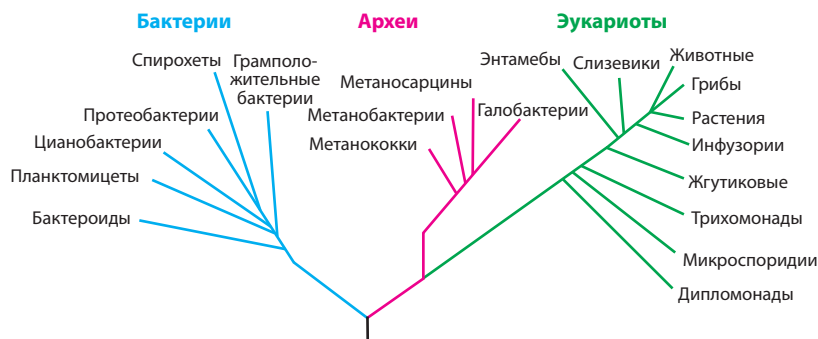 Бактерии
Археи
Эукариоты
Спирохеты
Грамполо-
жительные
бактерии
Протеобактерии
Цианобактерии
Планктомицеты
Бактероиды
Метаносарцины
Метанобактерии
Метанококки
Галобактерии
Энтамебы
Слизевики
Животные
Грибы
Растения
Инфузории
Жгутиковые
Трихомонады
Микроспоридии
Дипломонады